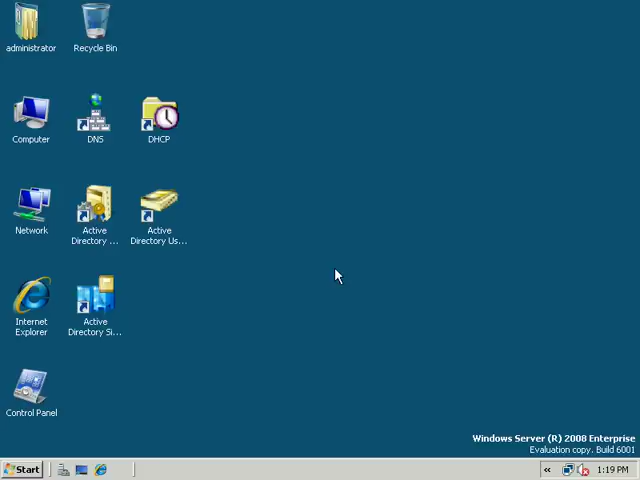 administrator
Recycle Bin
Computer
DNS
DHCP
Network
Active
Directory ...
Active
Directory Us...
Internet
Explorer
Active
Directory Si...
Control Panel
Windows Server (R) 2008 Enterprise
Evaluation copy. Build 6001
Start
«
1:19 PM